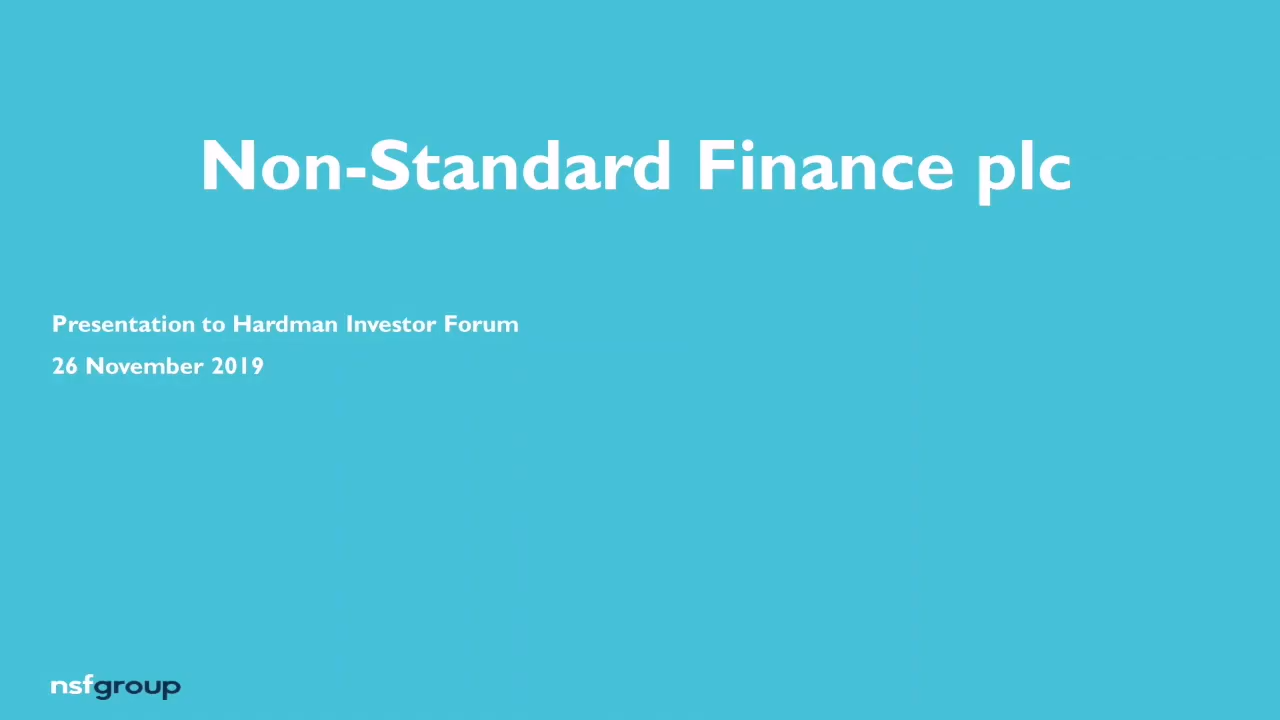 Non-Standard Finance plc
Presentation to Hardman Investor Forum
26 November 2019
nsfgroup